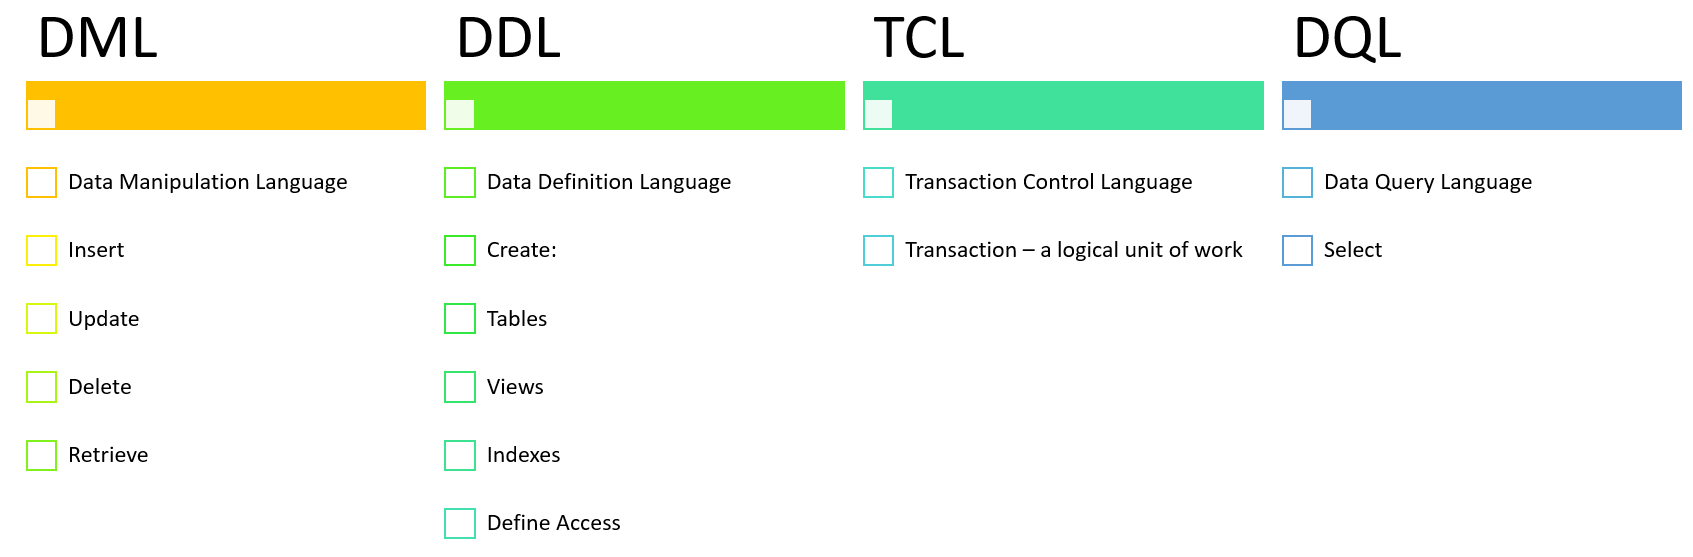 DML
Data Manipulation Language
Insert
Update
Delete
Retrieve
DDL
Data Definition Language
Create:
Tables
Views
Indexes
Define Access
TCL
Transaction Control Language
Transaction – a logical unit of work
DQL
Data Query Language
Select